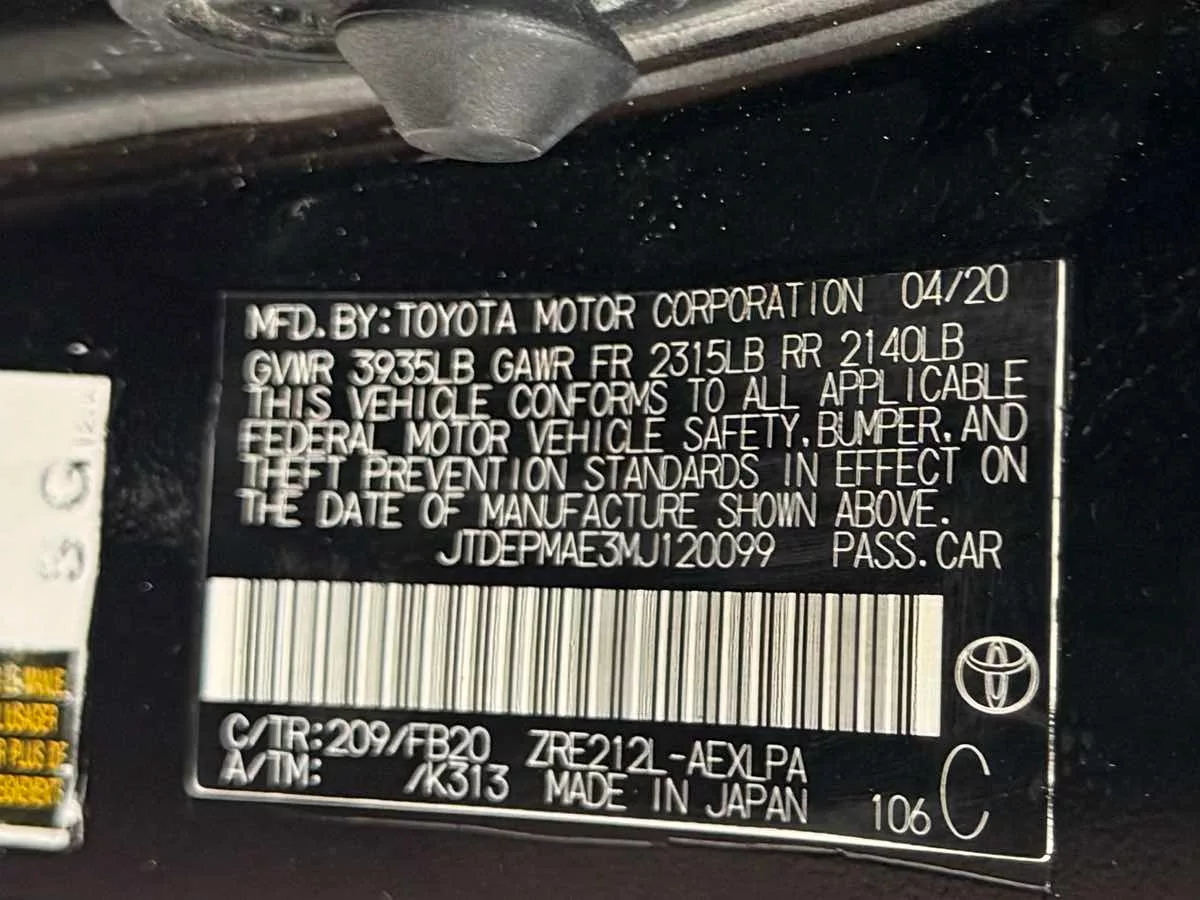 MFD.BY:TOYOTA MOTOR CORPORATION 04/20
GVWR 3935LB GAWR FR 2315LB RR 2140LB
THIS VEHICLE CONFORMS TO ALL APPLICABLE
FEDERAL MOTOR VEHICLE SAFETY,BUMPER,AND
THEFT PREVENTION STANDARDS IN EFFECT ON
THE DATE OF MANUFACTURE SHOWN ABOVE.
JTDEPMAE3MJ120099 PASS.CAR
C/TR:209/FB20 ZRE212L-AEXLPA
A/TM: /K313 MADE IN JAPAN
106 C
S G
PLUS DE